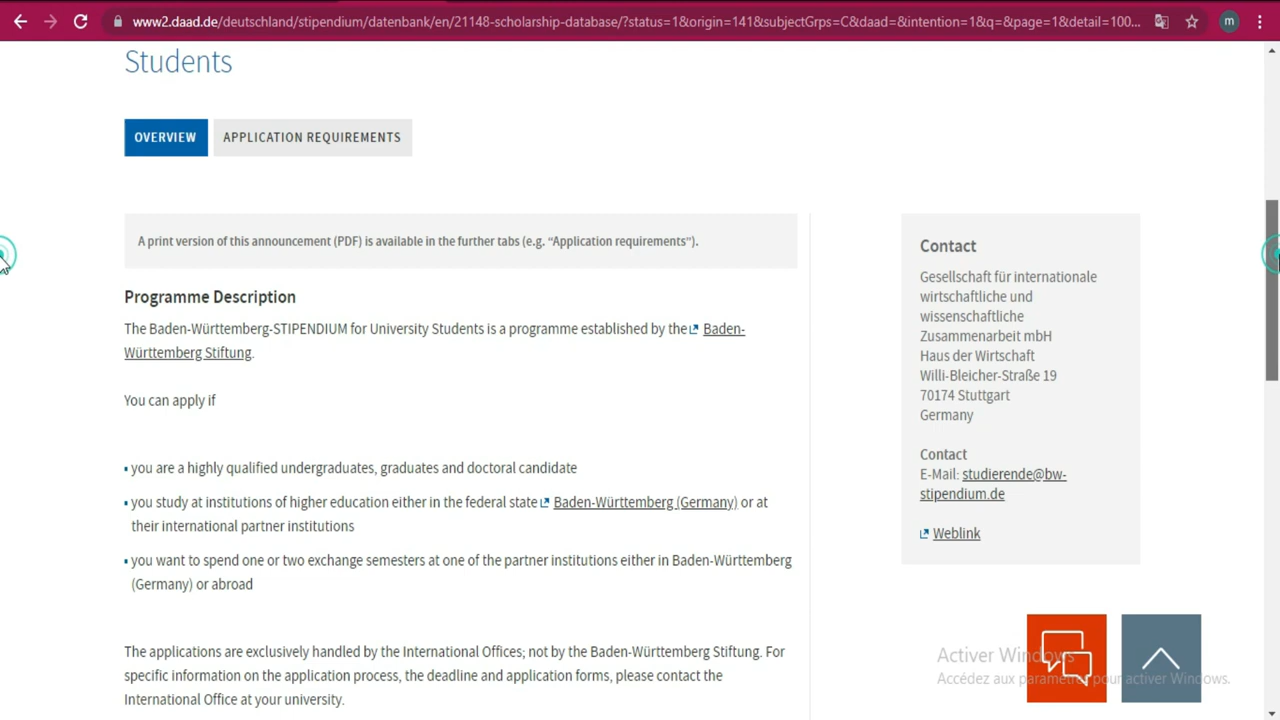 www2.daad.de/deutschland/stipendium/datenbank/en/21148-scholarship-database/?status=1&origin=141&subjectGrps=C&daad=&intention=1&q=&page=1&detail=100...
m
Students
OVERVIEW
APPLICATION REQUIREMENTS
A print version of this announcement (PDF) is available in the further tabs (e.g. “Application requirements”).
Programme Description
The Baden-Württemberg-STIPENDIUM for University Students is a programme established by the Baden-
Württemberg Stiftung.
You can apply if
▪ you are a highly qualified undergraduates, graduates and doctoral candidate
▪ you study at institutions of higher education either in the federal state Baden-Württemberg (Germany) or at
their international partner institutions
▪ you want to spend one or two exchange semesters at one of the partner institutions either in Baden-Württemberg
(Germany) or abroad
The applications are exclusively handled by the International Offices; not by the Baden-Württemberg Stiftung. For
specific information on the application process, the deadline and application forms, please contact the
International Office at your university.
Contact
Gesellschaft für internationale
wirtschaftliche und
wissenschaftliche
Zusammenarbeit mbH
Haus der Wirtschaft
Willi-Bleicher-Straße 19
70174 Stuttgart
Germany
Contact
E-Mail: studierende@bw-
stipendium.de
Weblink
Activer Windows
Accédez aux paramètres pour activer Windows.